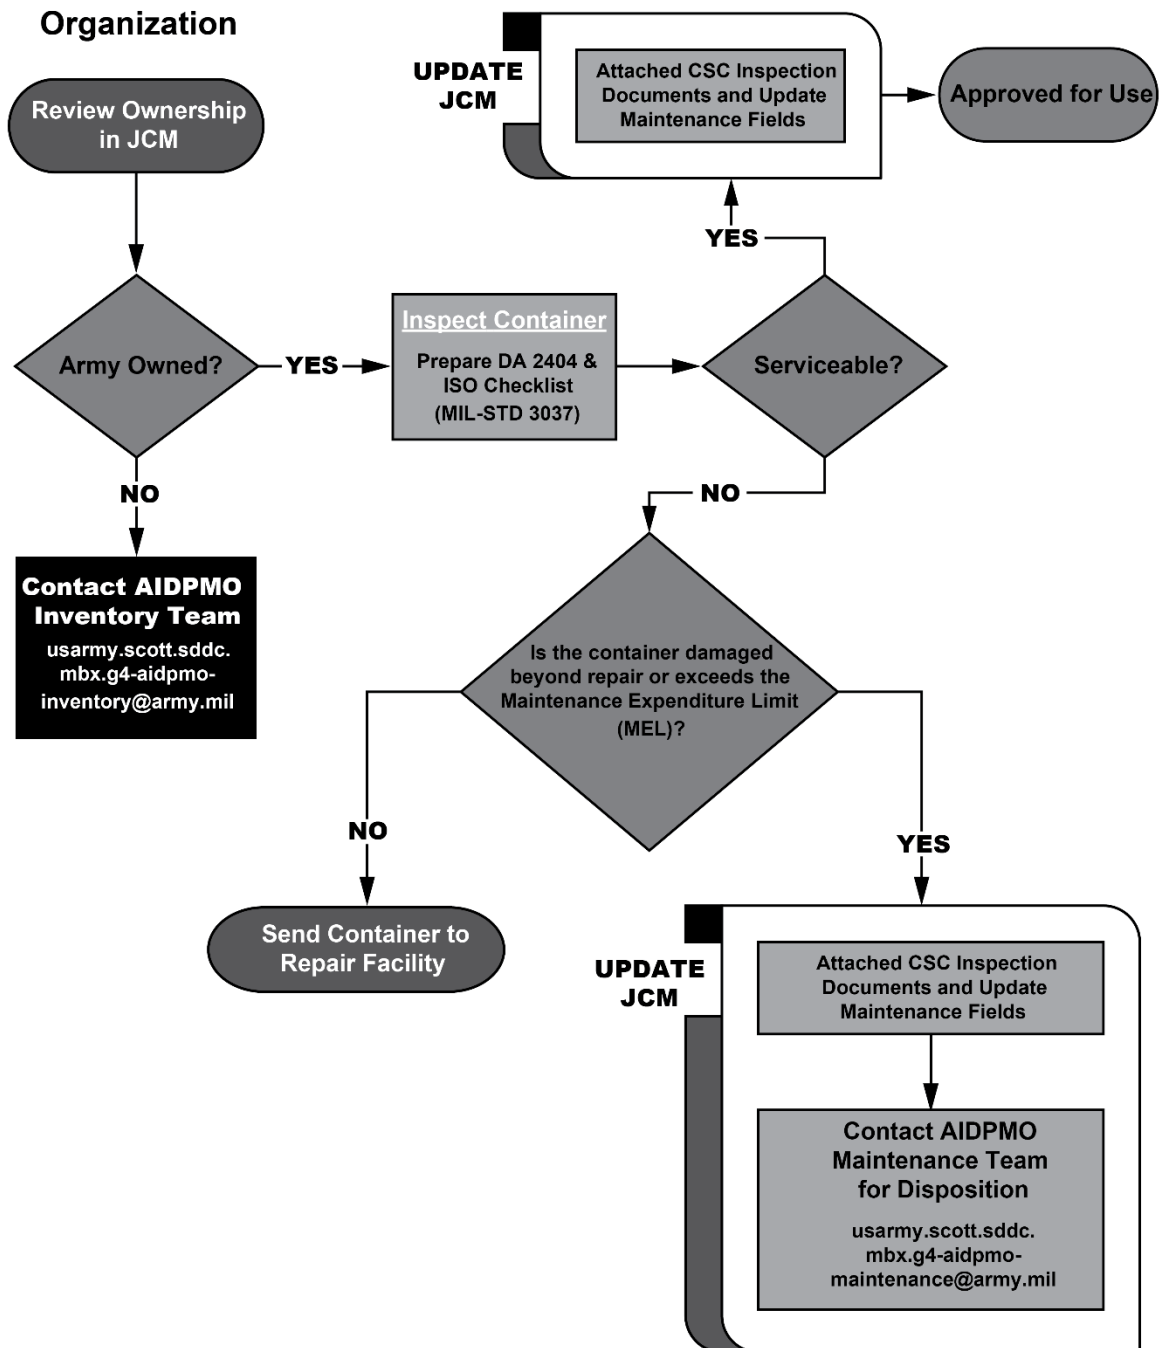 Organization
Review Ownership
in JCM
Army Owned?
YES
NO
Contact AIDPMO
Inventory Team
usarmy.scott.sddc.
mbx.g4-aidpmo-
inventory@army.mil
Inspect Container
Prepare DA 2404 &
ISO Checklist
(MIL-STD 3037)
Serviceable?
YES
UPDATE
JCM
Attached CSC Inspection
Documents and Update
Maintenance Fields
Approved for Use
NO
Is the container damaged
beyond repair or exceeds the
Maintenance Expenditure Limit
(MEL)?
NO
Send Container to
Repair Facility
YES
UPDATE
JCM
Attached CSC Inspection
Documents and Update
Maintenance Fields
Contact AIDPMO
Maintenance Team
for Disposition
usarmy.scott.sddc.
mbx.g4-aidpmo-
maintenance@army.mil